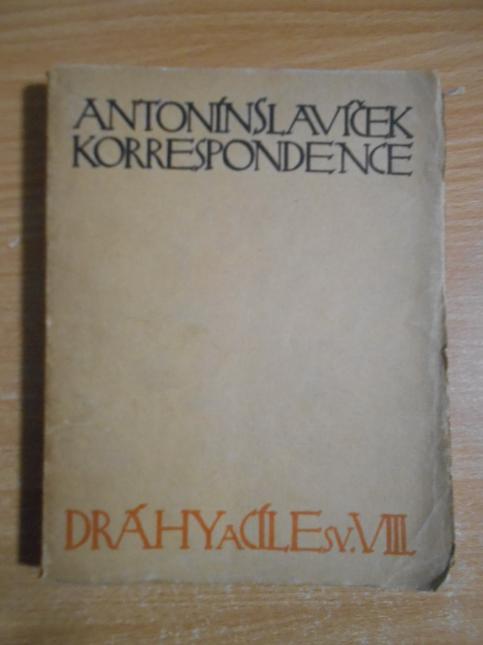 ANTONÍN SLAVÍČEK
KORRESPONDENCE
DRÁHY A CÍLE SV. VIII.